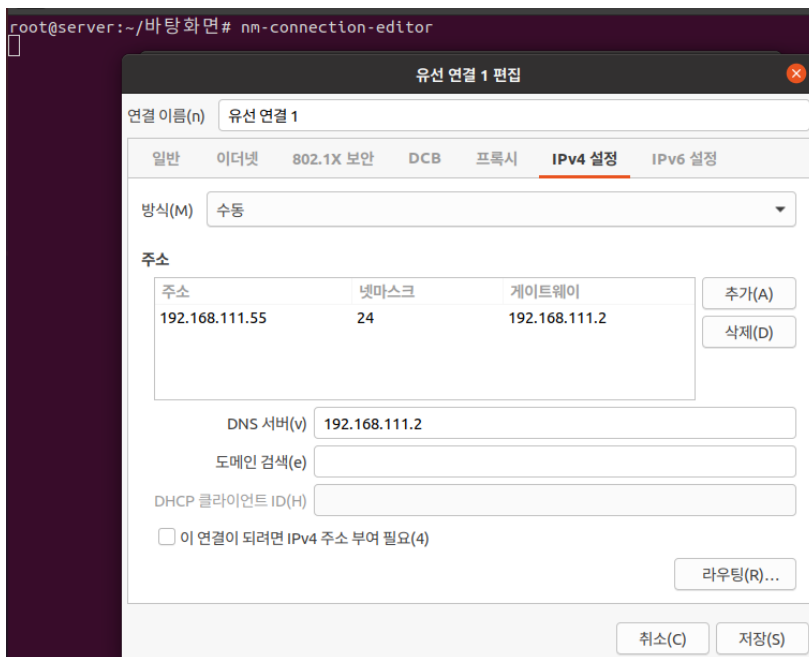 root@server:~/바탕화면# nm-connection-editor
유선 연결 1 편집
연결 이름(n) 유선 연결 1
일반 이더넷 802.1X 보안 DCB 프록시 IPv4 설정 IPv6 설정
방식(M) 수동
주소
주소 넷마스크 게이트웨이 추가(A)
192.168.111.55 24 192.168.111.2
삭제(D)
DNS 서버(v) 192.168.111.2
도메인 검색(e)
DHCP 클라이언트 ID(H)
이 연결이 되려면 IPv4 주소 부여 필요(4)
라우팅(R)...
취소(C) 저장(S)